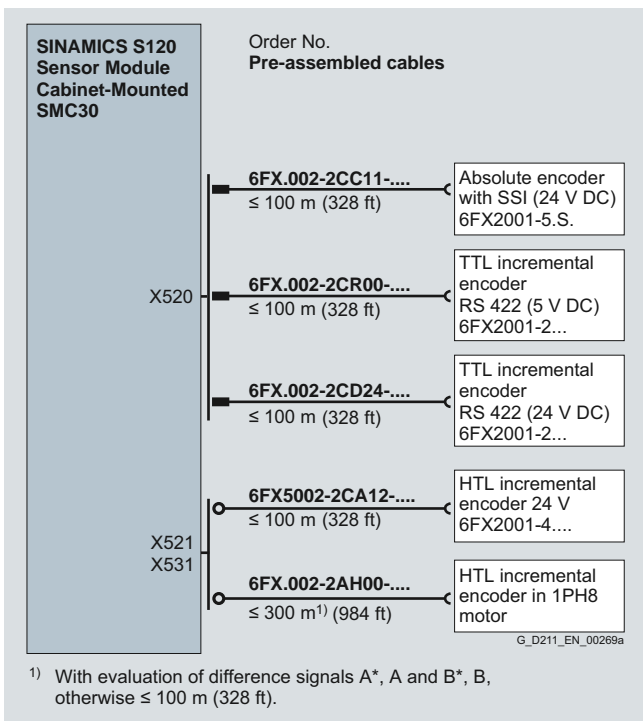 SINAMICS S120
Sensor Module
Cabinet-Mounted
SMC30
Order No.
Pre-assembled cables
X520
6FX.002-2CC11-....
≤ 100 m (328 ft)
Absolute encoder
with SSI (24 V DC)
6FX2001-5.S.
6FX.002-2CR00-....
≤ 100 m (328 ft)
TTL incremental
encoder
RS 422 (5 V DC)
6FX2001-2...
6FX.002-2CD24-....
≤ 100 m (328 ft)
TTL incremental
encoder
RS 422 (24 V DC)
6FX2001-2...
X521
X531
6FX5002-2CA12-....
≤ 100 m (328 ft)
HTL incremental
encoder 24 V
6FX2001-4....
6FX.002-2AH00-....
≤ 300 m1) (984 ft)
HTL incremental
encoder in 1PH8
motor
G_D211_EN_00269a
1) With evaluation of difference signals A*, A and B*, B,
otherwise ≤ 100 m (328 ft).